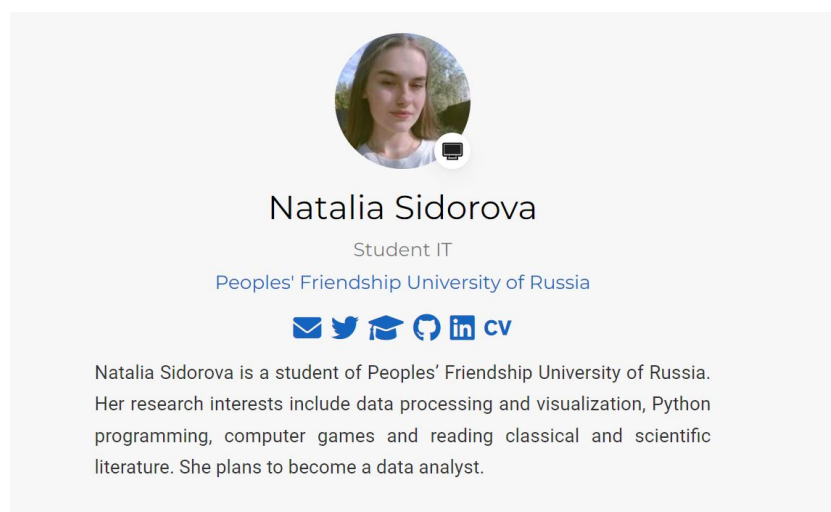 Natalia Sidorova
Student IT
Peoples' Friendship University of Russia
CV
Natalia Sidorova is a student of Peoples’ Friendship University of Russia.
Her research interests include data processing and visualization, Python
programming, computer games and reading classical and scientific
literature. She plans to become a data analyst.